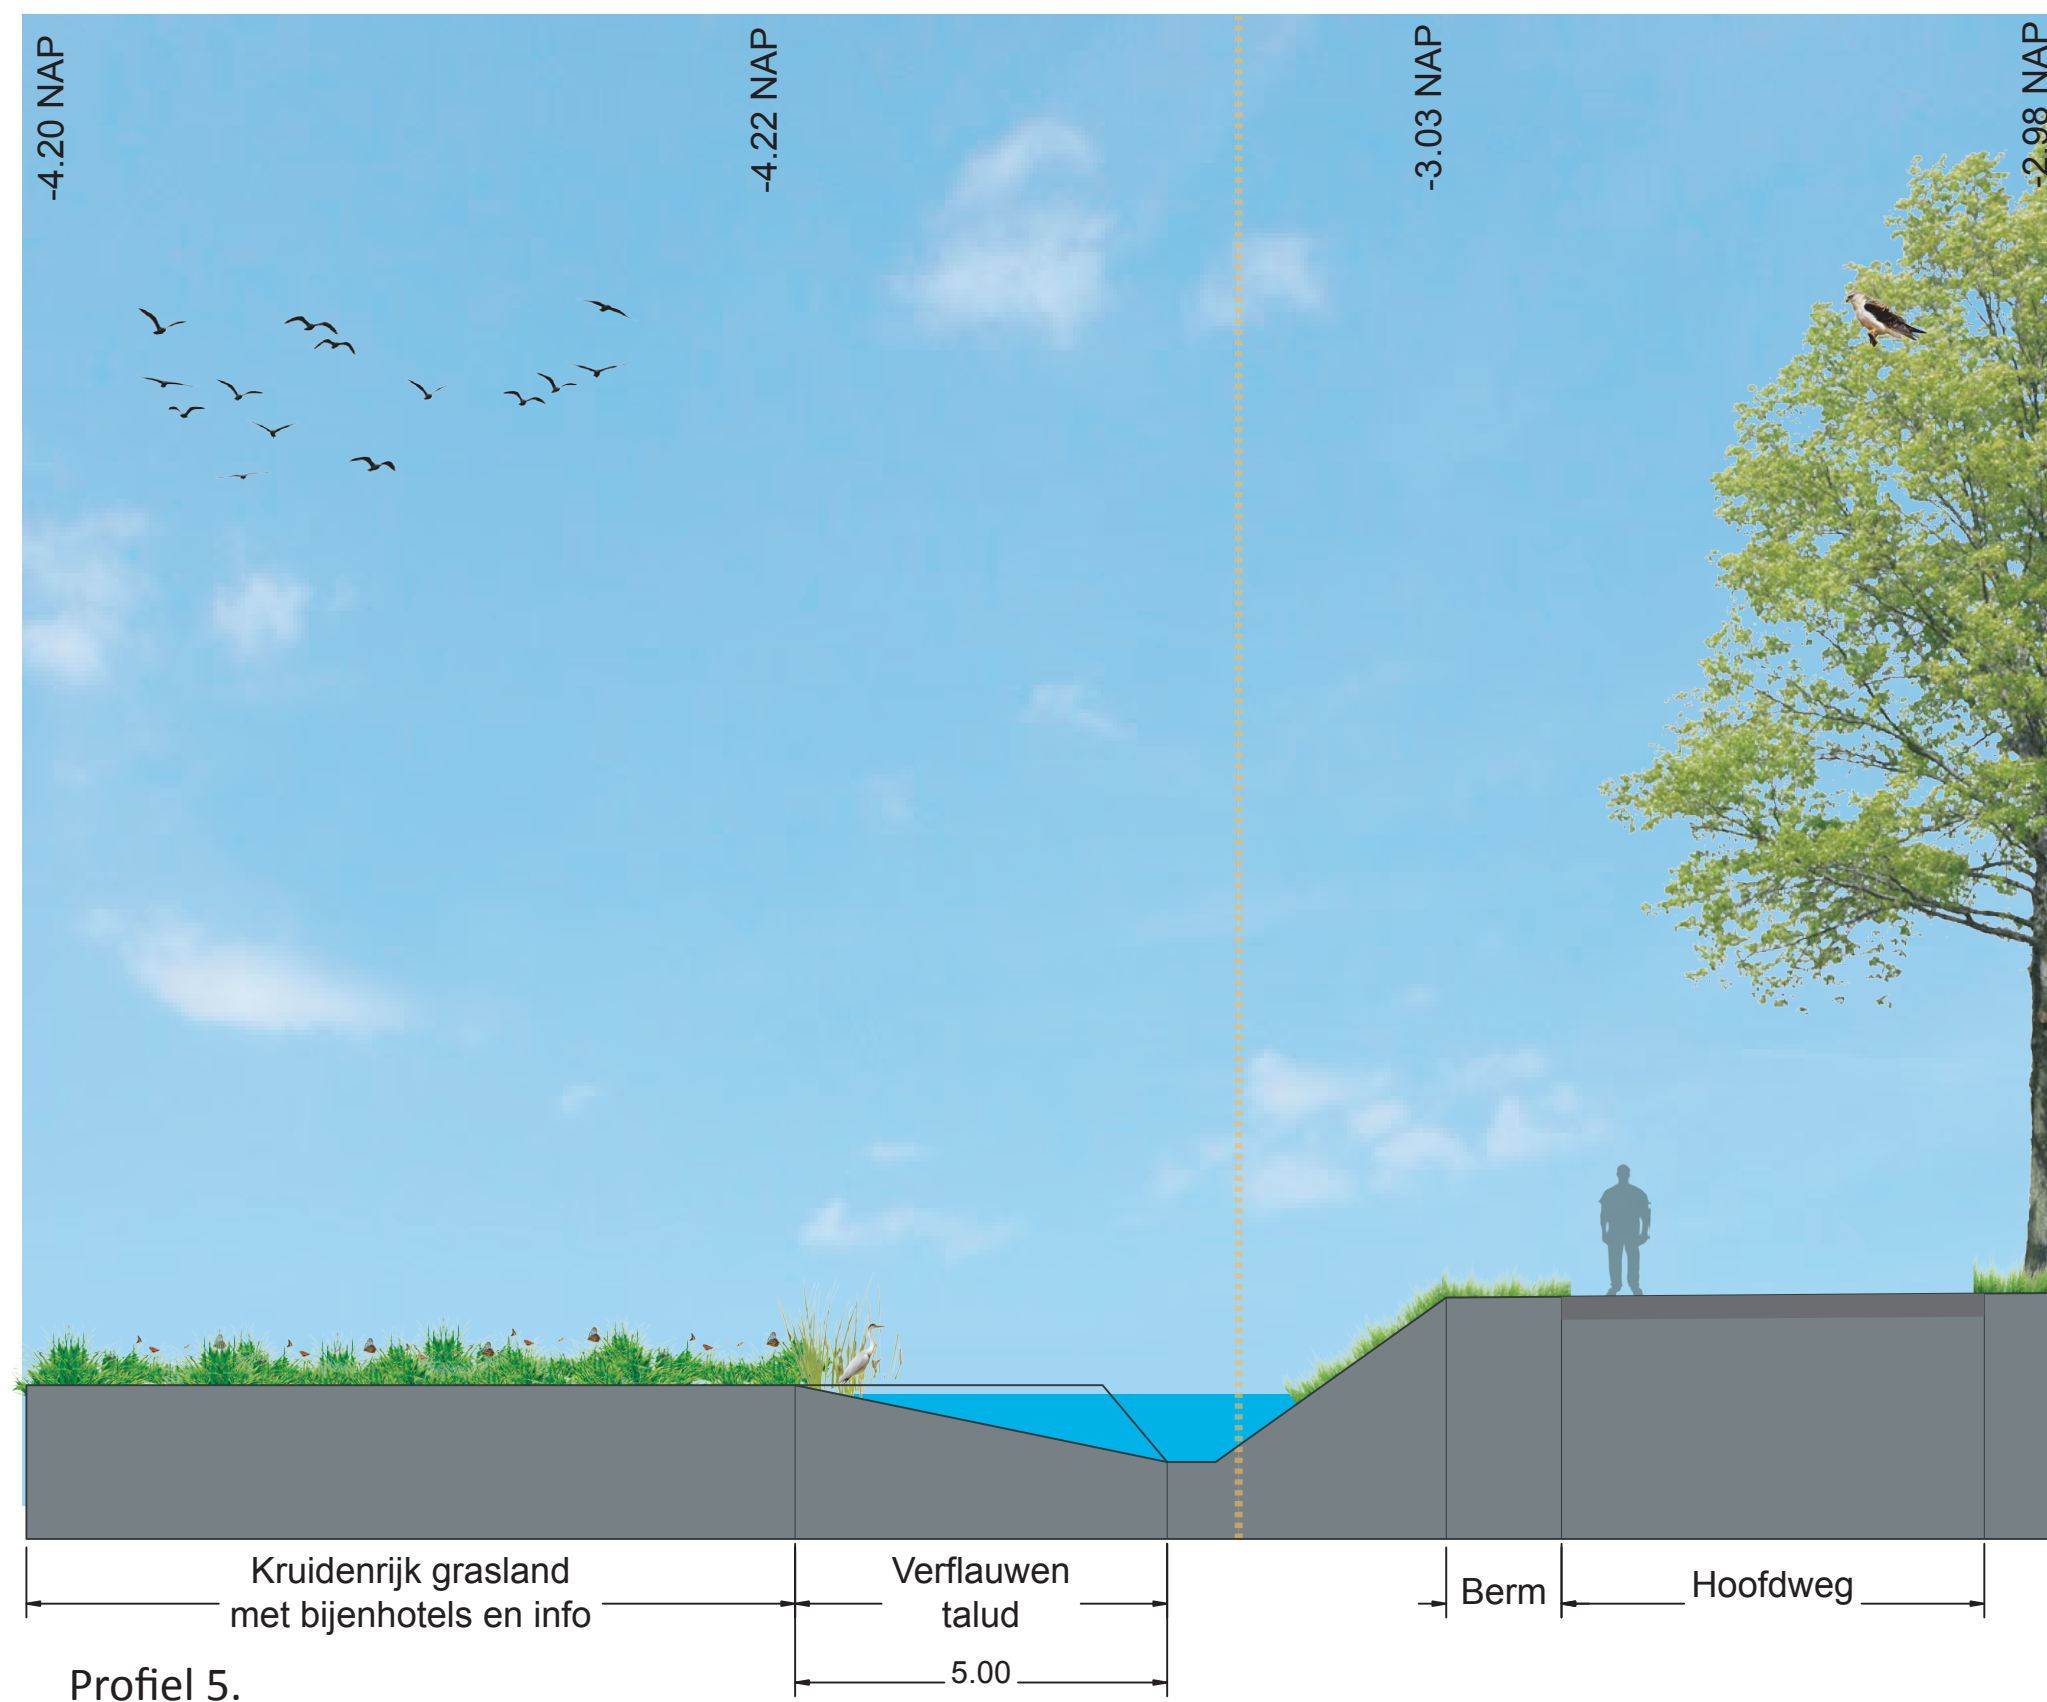 -4.20 NAP
-4.22 NAP
-3.03 NAP
-2.98 NAP
Kruidenrijk grasland
met bijenhotels en info
Verflauwen
talud
Berm
Hoofdweg
5.00
Profiel 5.